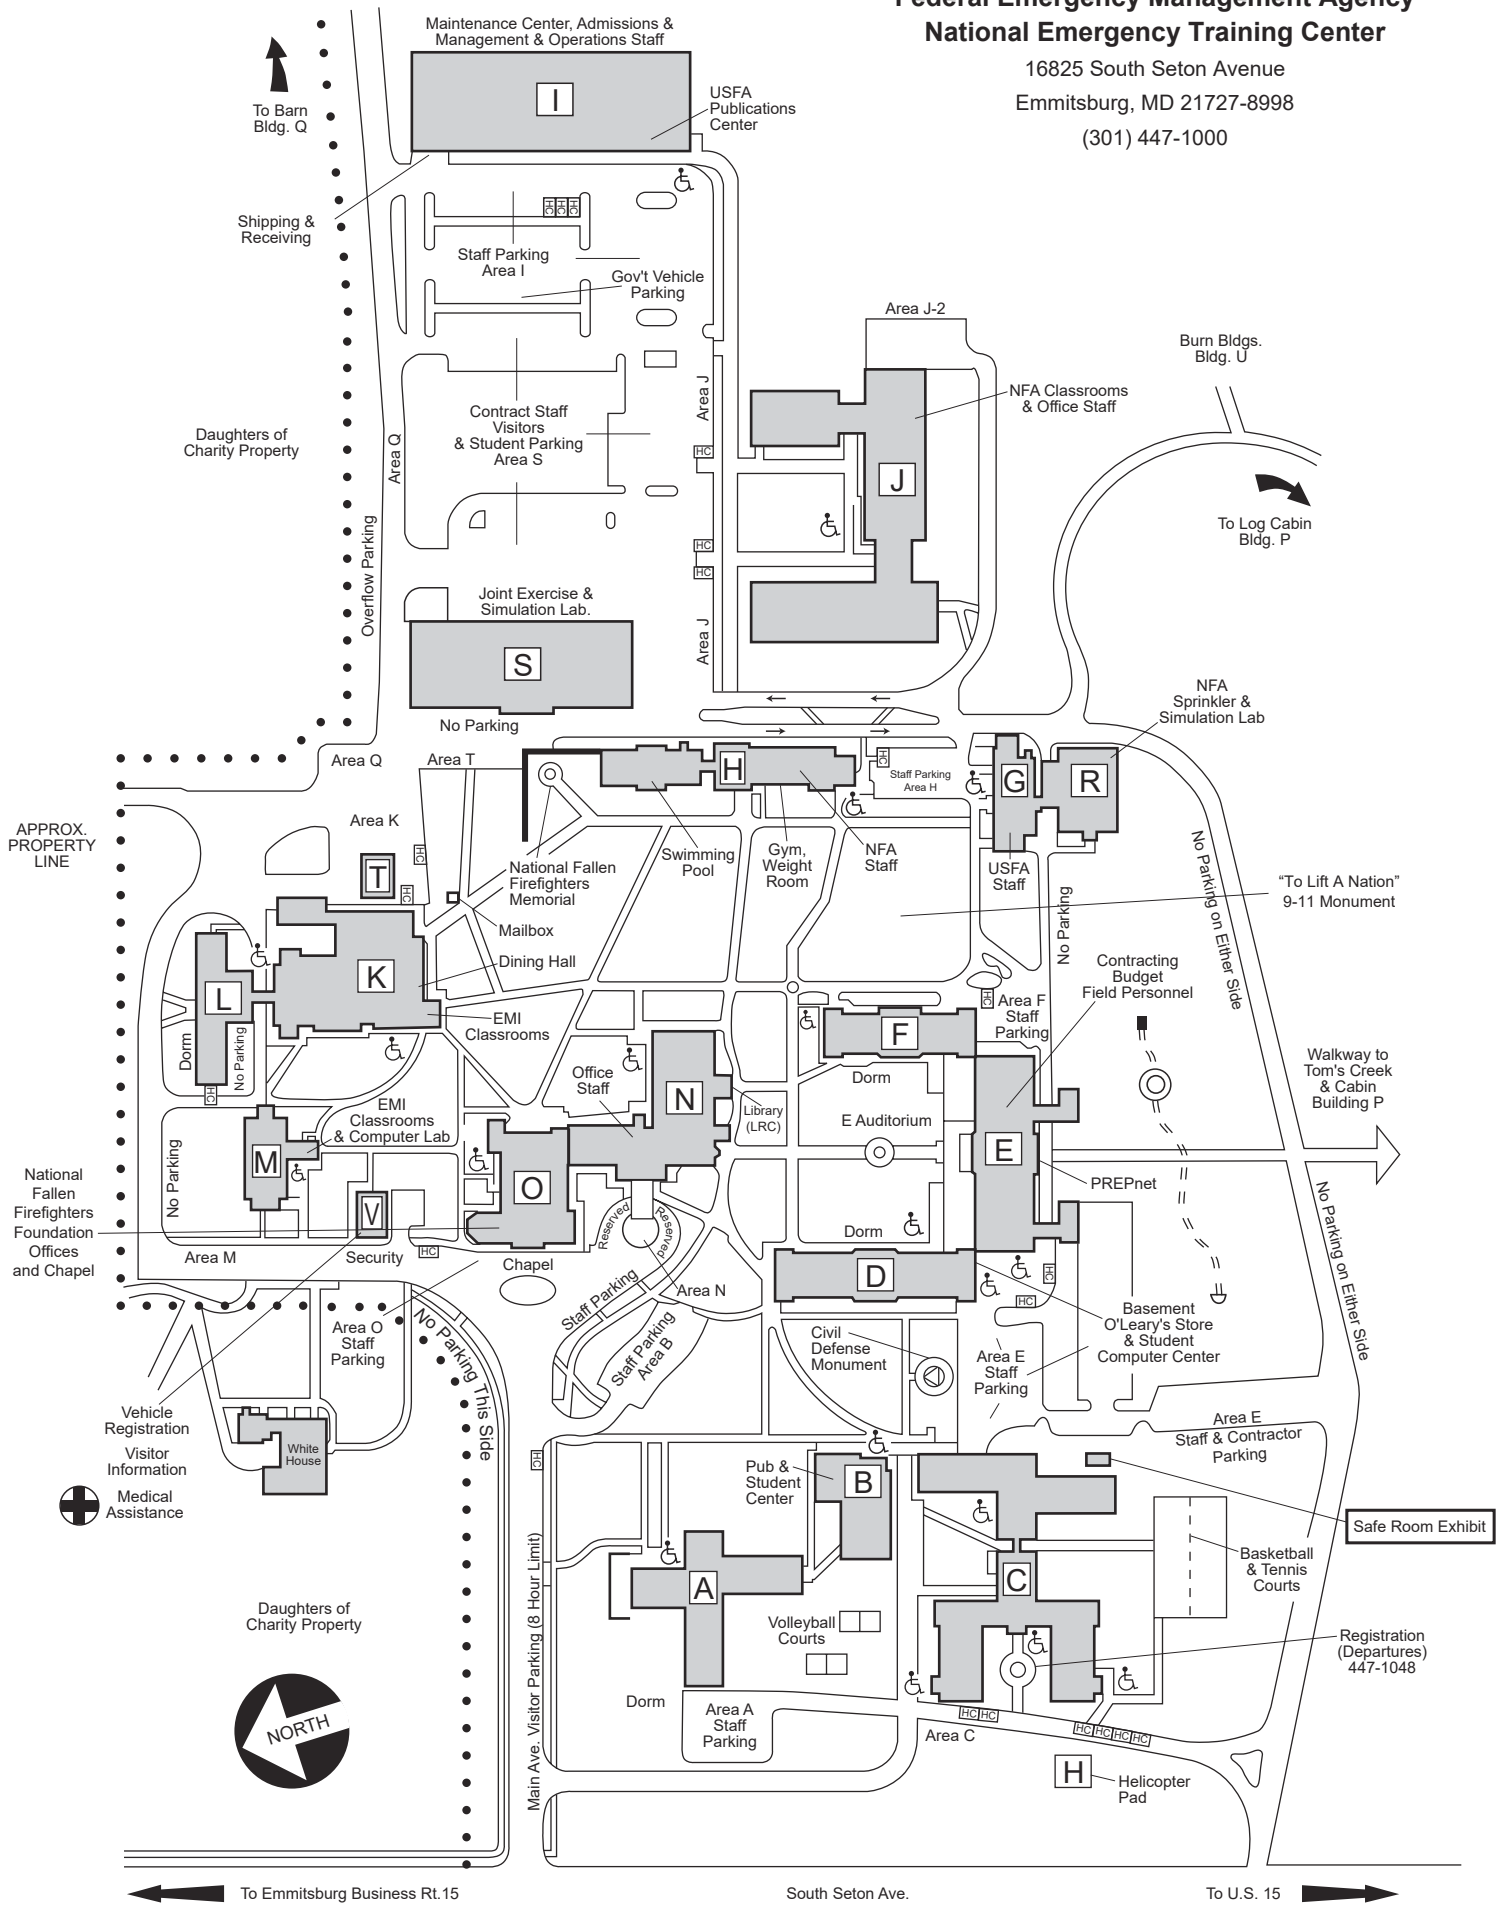 Federal Emergency Management Agency
National Emergency Training Center
16825 South Seton Avenue
Emmitsburg, MD 21727-8998
(301) 447-1000
Maintenance Center, Admissions &
Management & Operations Staff
I
USFA
Publications
Center
To Barn
Bldg. Q
Shipping &
Receiving
HC
HC
HC
Staff Parking
Area I
Gov't Vehicle
Parking
Area J-2
Burn Bldgs.
Bldg. U
NFA Classrooms
& Office Staff
Area J
Contract Staff
Visitors
& Student Parking
Area S
Daughters of
Charity Property
Area Q
HC
J
To Log Cabin
Bldg. P
Overflow Parking
HC
HC
Joint Exercise &
Simulation Lab.
S
Area J
No Parking
NFA
Sprinkler &
Simulation Lab
Area Q
Area T
H
HC
Staff Parking
Area H
G
R
APPROX.
PROPERTY
LINE
Area K
HC
T
HC
National Fallen
Firefighters
Memorial
Swimming
Pool
Gym,
Weight
Room
NFA
Staff
USFA
Staff
No Parking
No Parking on Either Side
“To Lift A Nation”
9-11 Monument
Mailbox
Dining Hall
K
L
EMI
Classrooms
Dorm
No Parking
HC
Contracting
Budget
Field Personnel
HC
Area F
Staff
Parking
F
Dorm
Office
Staff
N
Library
(LRC)
E Auditorium
Walkway to
Tom's Creek
& Cabin
Building P
EMI
Classrooms
& Computer Lab
M
No Parking
E
PREPnet
O
V
National
Fallen
Firefighters
Foundation
Offices
and Chapel
Reserved
Reserved
Dorm
No Parking on Either Side
Area M
Security
HC
Chapel
Area N
D
HC
HC
Staff Parking
Staff Parking
Area B
Area O
Staff
Parking
No Parking This Side
Civil
Defense
Monument
Area E
Staff
Parking
Basement
O'Leary's Store
& Student
Computer Center
Vehicle
Registration
Visitor
Information
Medical
Assistance
White
House
HC
Area E
Staff & Contractor
Parking
Pub &
Student
Center
B
Safe Room Exhibit
Basketball
& Tennis
Courts
A
C
Main Ave. Visitor Parking (8 Hour Limit)
Daughters of
Charity Property
Volleyball
Courts
Registration
(Departures)
447-1048
NORTH
Dorm
Area A
Staff
Parking
HC HC
Area C
HC HC HC HC
H
Helicopter
Pad
To Emmitsburg Business Rt.15
South Seton Ave.
To U.S. 15